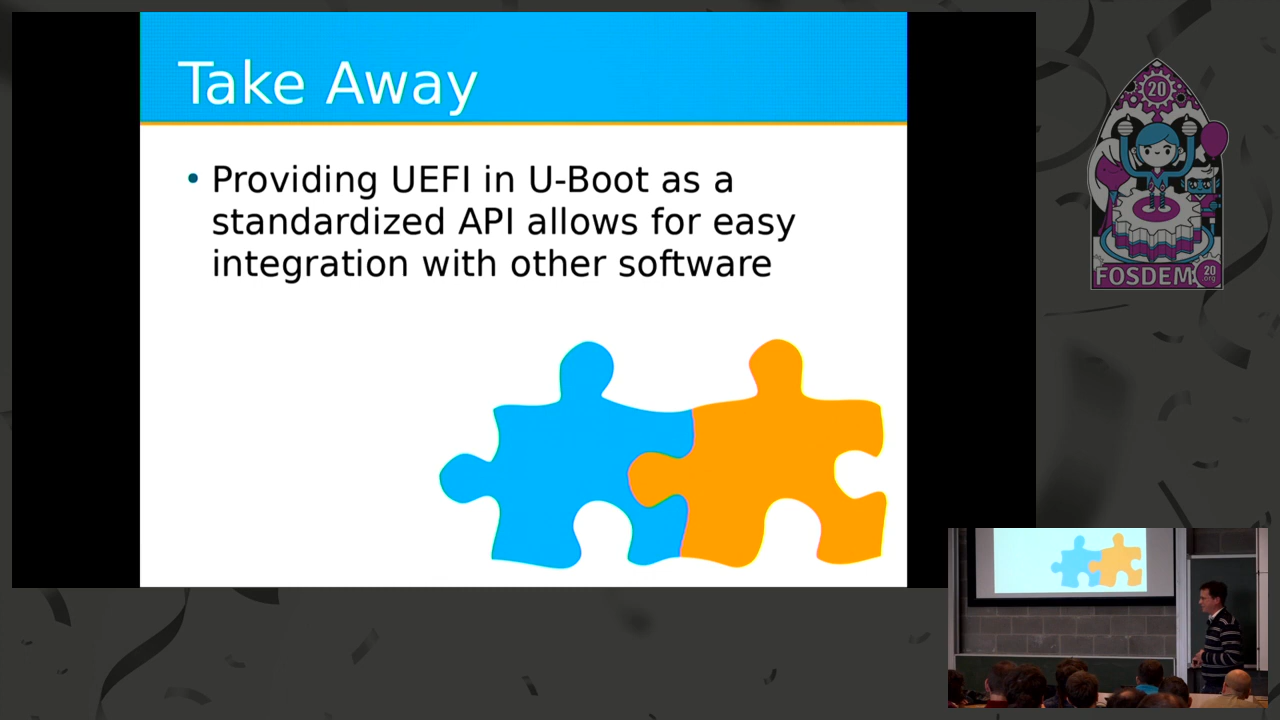 Take Away
• Providing UEFI in U-Boot as a
standardized API allows for easy
integration with other software
20
FOSDEM
20
.org